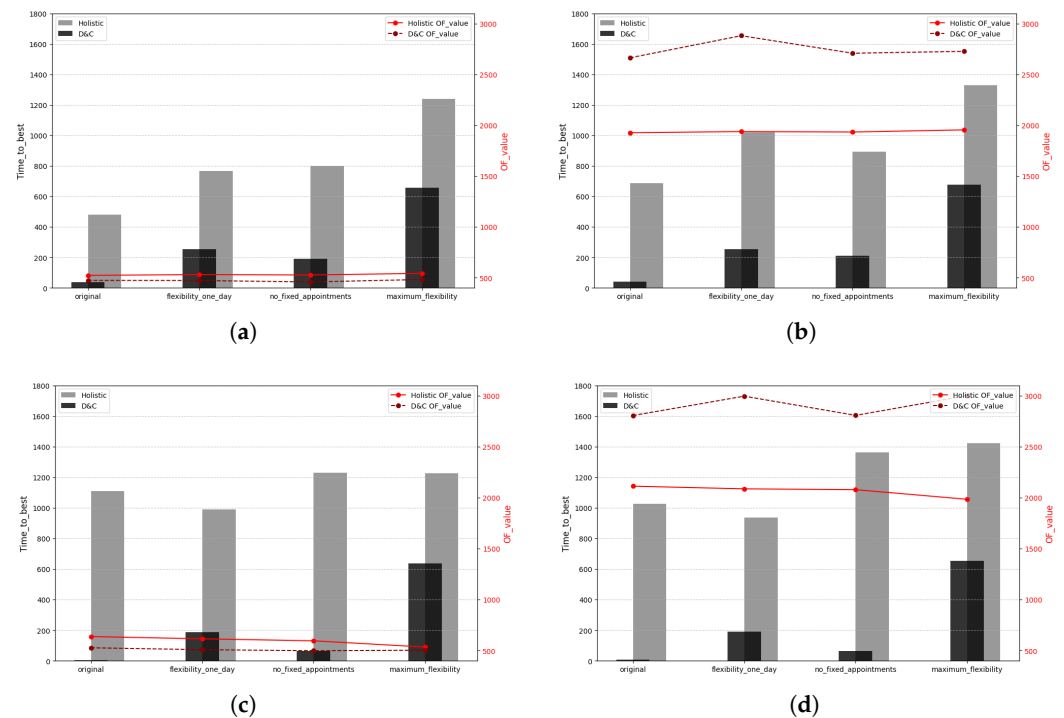 Holistic
D&C
Holistic OF_value
D&C OF_value
Time_to_best
1800
1600
1400
1200
1000
800
600
400
200
0
original
flexibility_one_day
no_fixed_appointments
maximum_flexibility
3000
2500
2000
1500
1000
500
OF_value
(a)
Holistic
D&C
Holistic OF_value
D&C OF_value
Time_to_best
1800
1600
1400
1200
1000
800
600
400
200
0
original
flexibility_one_day
no_fixed_appointments
maximum_flexibility
3000
2500
2000
1500
1000
500
OF_value
(b)
Holistic
D&C
Holistic OF_value
D&C OF_value
Time_to_best
1800
1600
1400
1200
1000
800
600
400
200
0
original
flexibility_one_day
no_fixed_appointments
maximum_flexibility
3000
2500
2000
1500
1000
500
OF_value
(c)
Holistic
D&C
Holistic OF_value
D&C OF_value
Time_to_best
1800
1600
1400
1200
1000
800
600
400
200
0
original
flexibility_one_day
no_fixed_appointments
maximum_flexibility
3000
2500
2000
1500
1000
500
OF_value
(d)